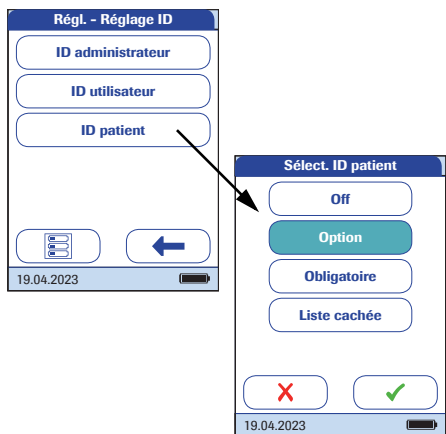 Régl. - Réglage ID
ID administrateur
ID utilisateur
ID patient
19.04.2023
Sélect. ID patient
Off
Option
Obligatoire
Liste cachée
19.04.2023